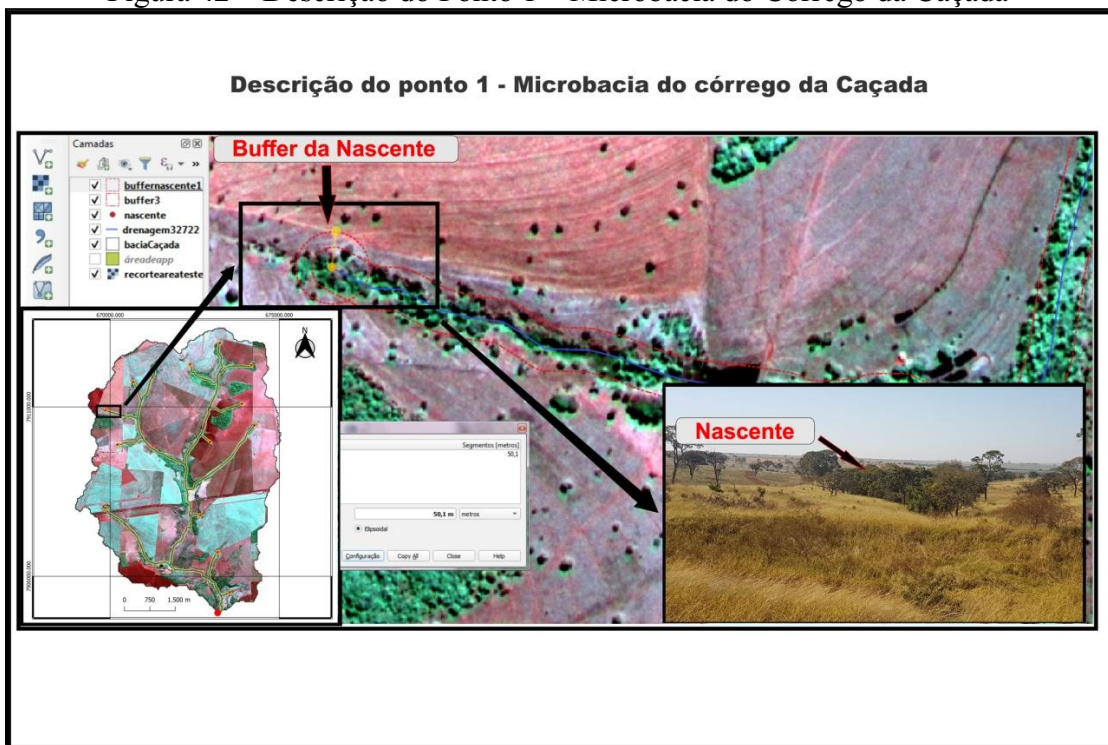 Figura 42 – Descrição do Ponto 1 – Microbacia do Córrego da Caçada
Descrição do ponto 1 - Microbacia do córrego da Caçada
Camadas
buffernascente1
buffer3
nascente
drenagem32722
baciaCaçada
áreadeapp
recorteareateste
Buffer da Nascente
670000.000
675000.000
N
0 750 1.500 m
Segmentos [metros]
50,1
50,1 m metros
Elipsoidal
Configuração Copy All Close Help
Nascente